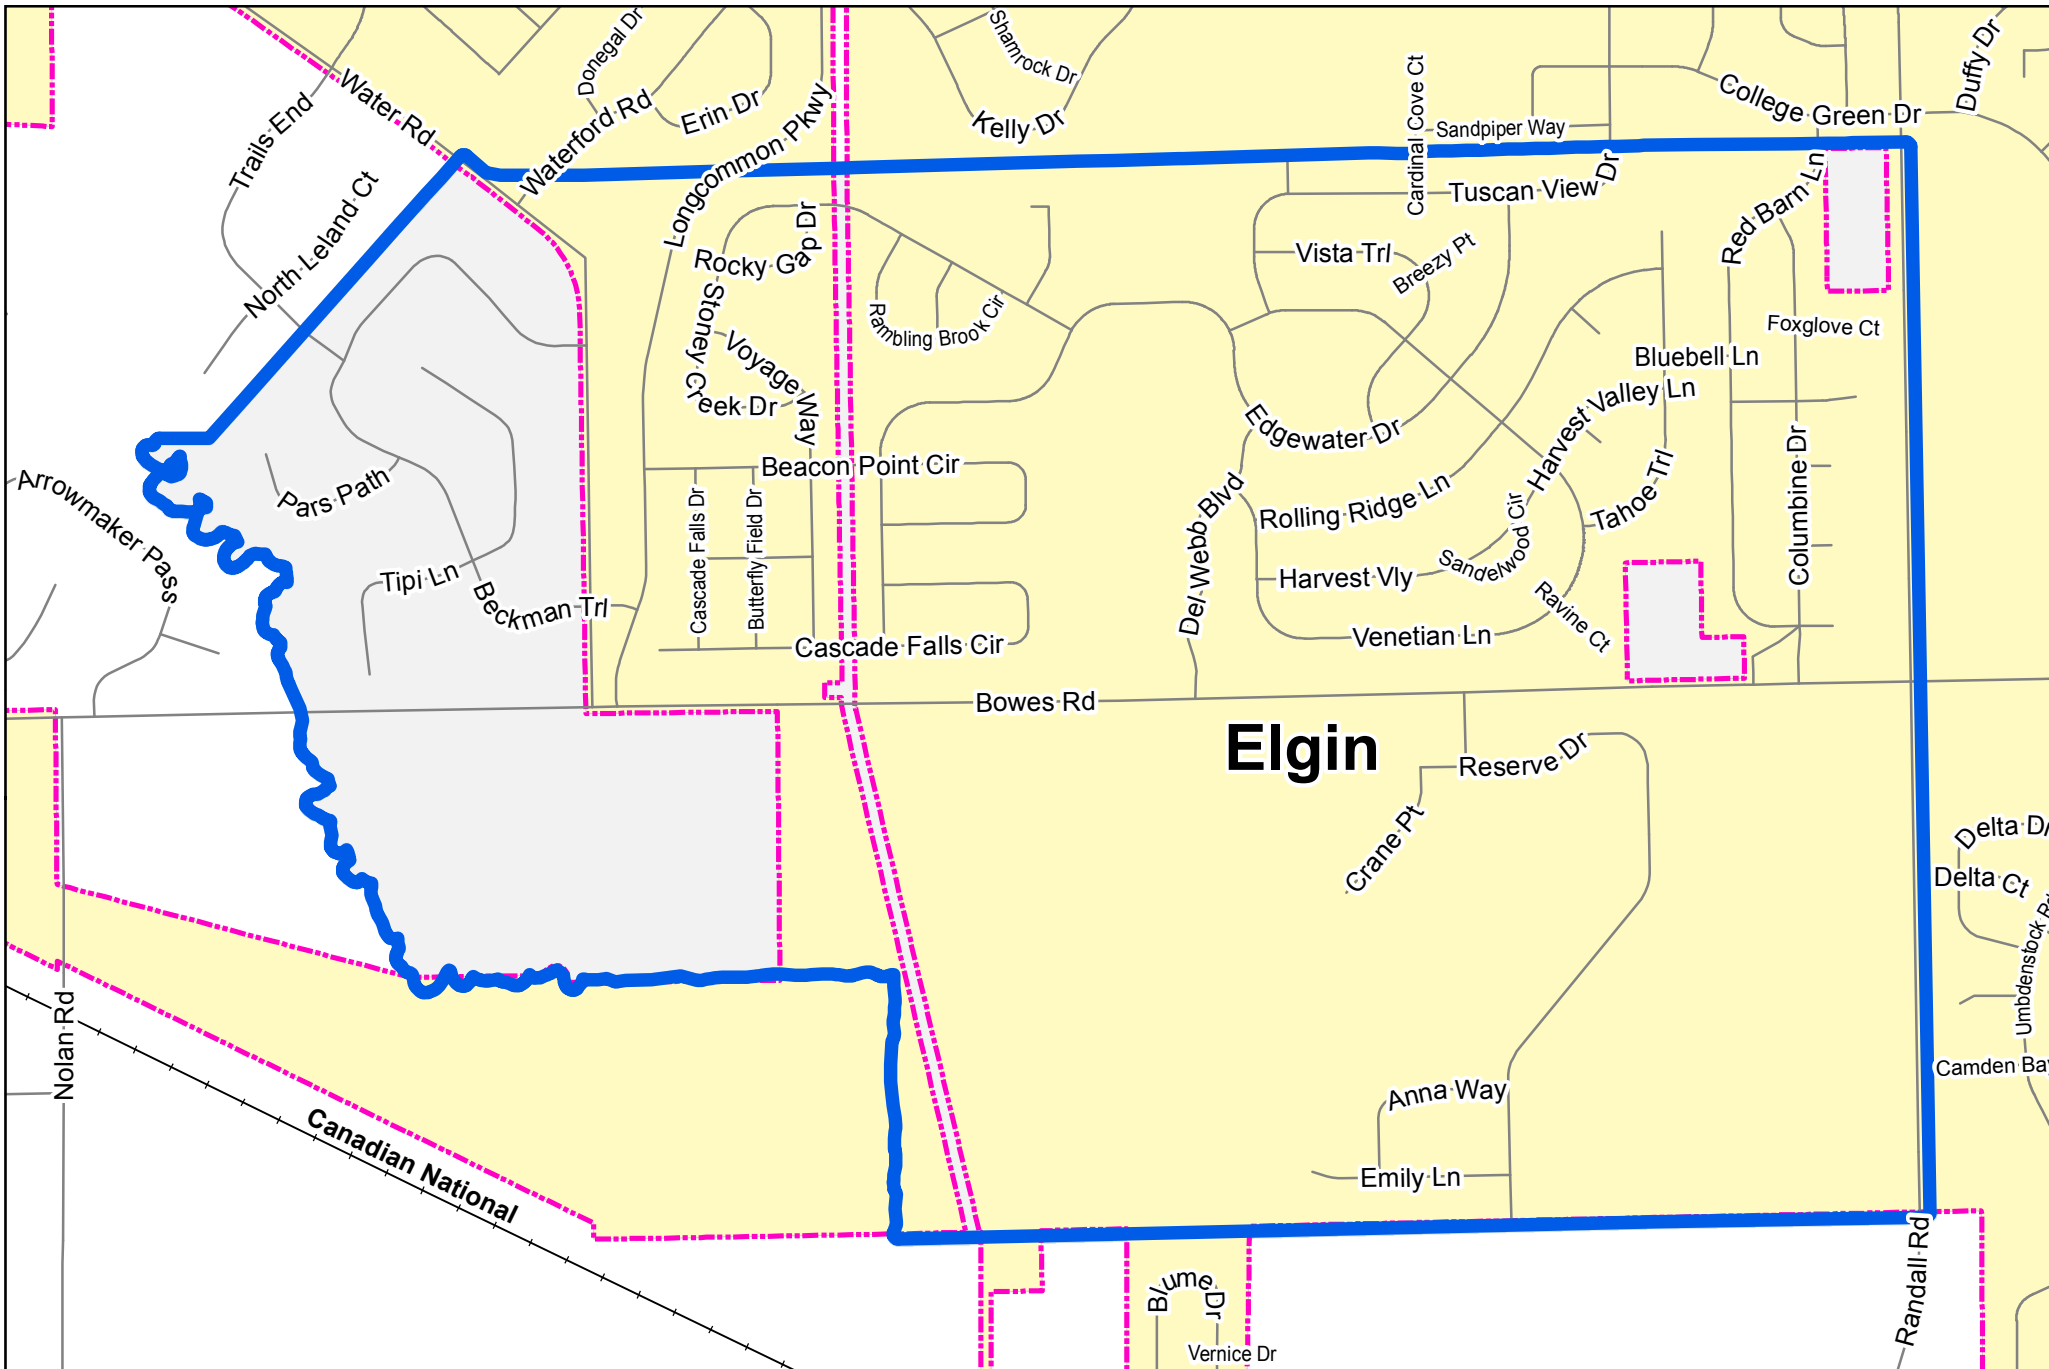 Donegal Dr
Shamrock Dr
Duffy Dr
Water Rd
Cardinal Cove Ct
College Green Dr
Trails End
Waterford Rd
Erin Dr
Longcommon Pkwy
Kelly Dr
Sandpiper Way
North Leland Ct
Tuscan View Dr
Red Barn Ln
Rocky Gap Dr
Vista Trl
Breezy Pt
Stoney Creek Dr
Rambling Brook Cir
Foxglove Ct
Voyage Way
Bluebell Ln
Harvest Valley Ln
Edgewater Dr
Beacon Point Cir
Arrowmaker Pass
Pars Path
Cascade Falls Dr
Butterfly Field Dr
Del Webb Blvd
Rolling Ridge Ln
Sandelwood Cir
Tahoe Trl
Columbine Dr
Tipi Ln
Beckman Trl
Harvest Vly
Ravine Ct
Cascade Falls Cir
Venetian Ln
Bowes Rd
Elgin
Reserve Dr
Crane Pt
Delta D
Delta Ct
Umbdenstock Rd
Nolan Rd
Camden Bay
Canadian National
Anna Way
Emily Ln
Randall Rd
Blume Dr
Vernice Dr